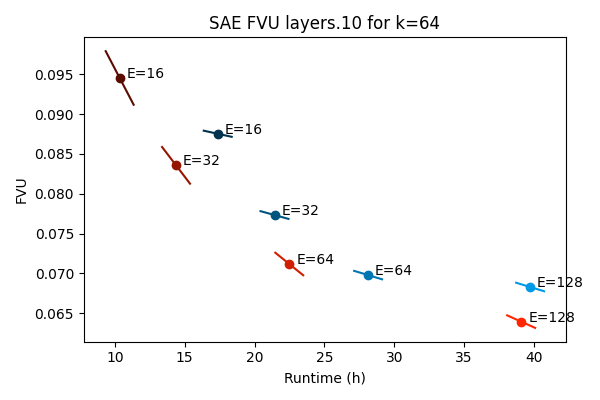 SAE FVU layers.10 for k=64
FVU
0.095
0.090
0.085
0.080
0.075
0.070
0.065
E=16
E=16
E=32
E=32
E=64
E=64
E=128
E=128
10
15
20
25
30
35
40
Runtime (h)